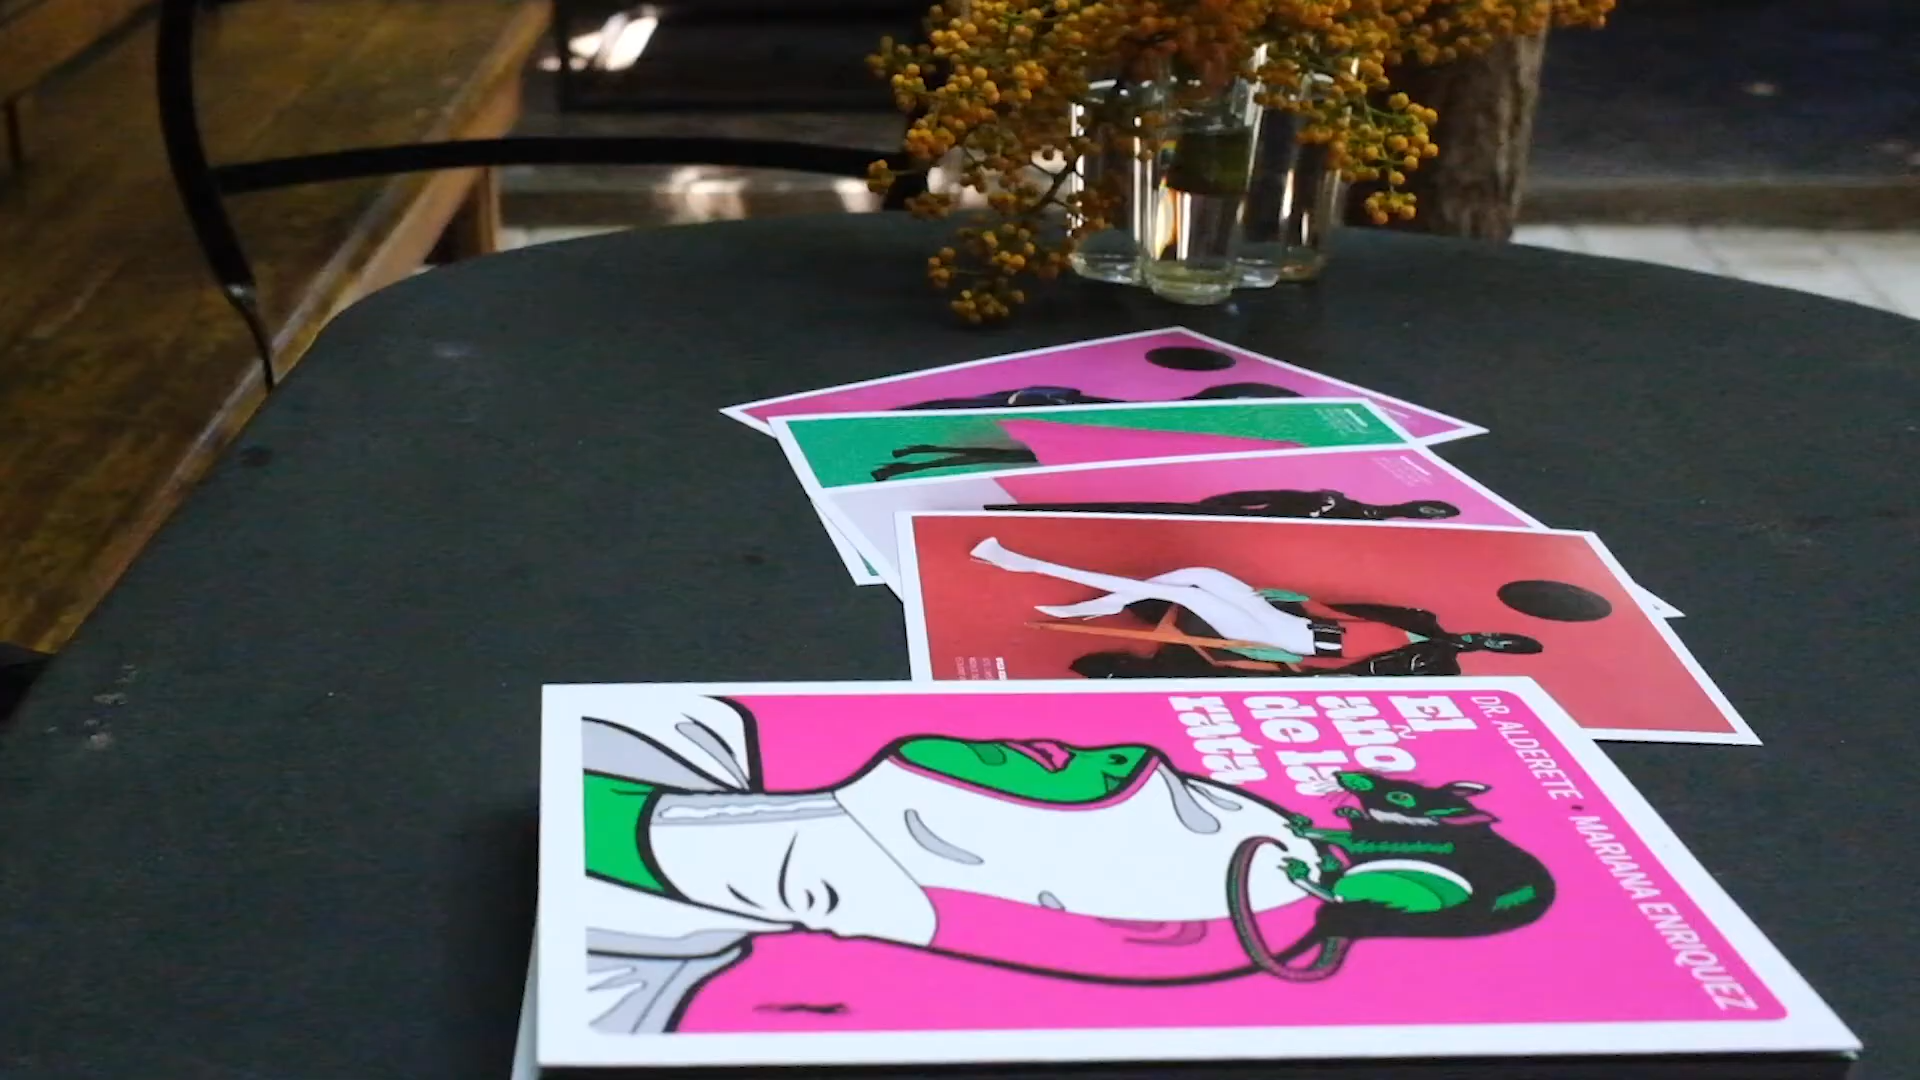 DR. ALDERETE • MARIANA ENRIQUEZ
El
año
de la
rata